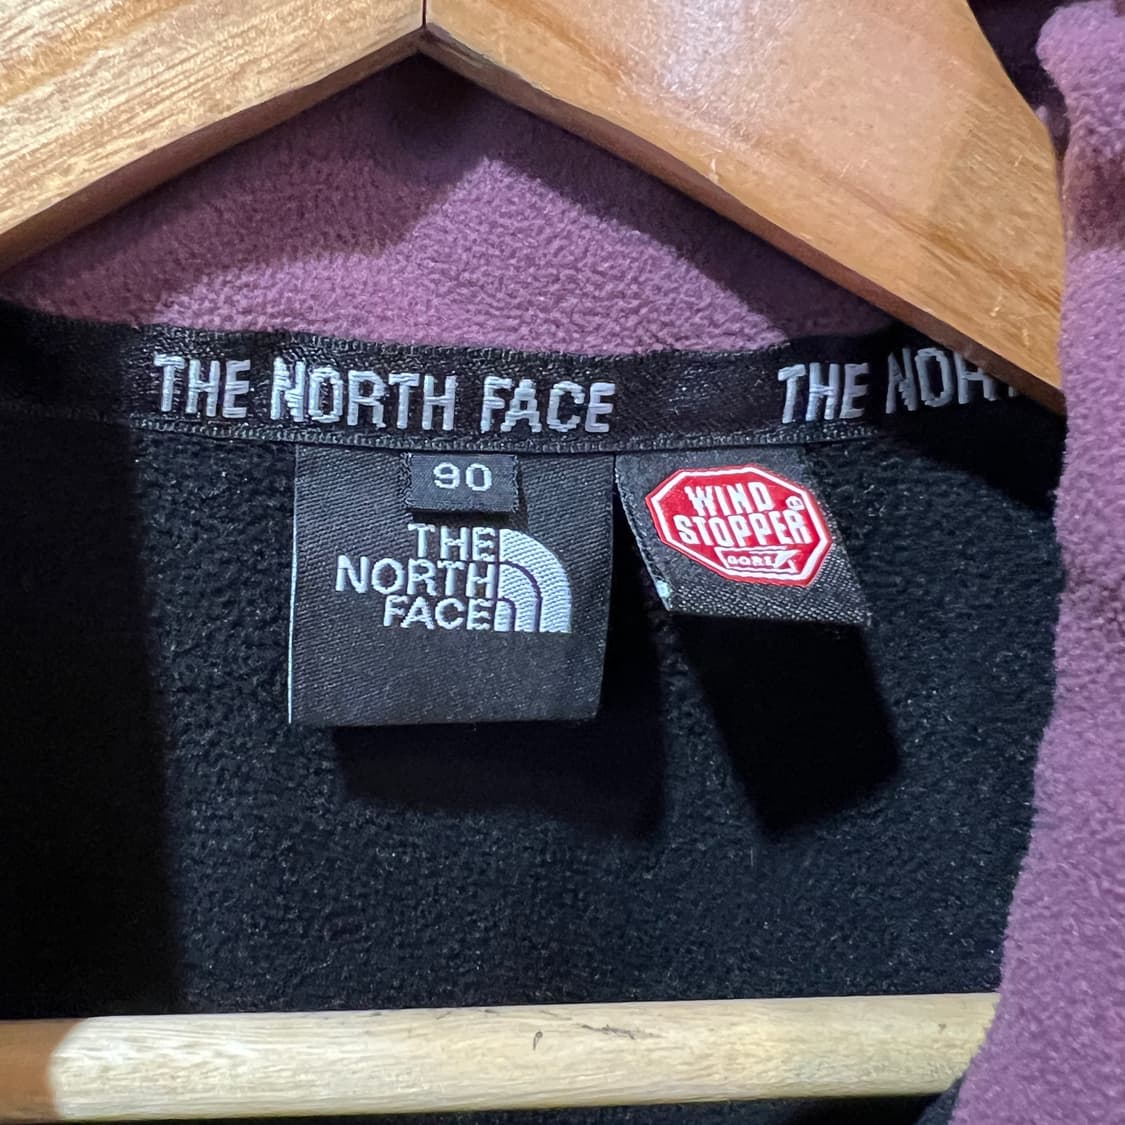 THE NORTH FACE THE NORT
90
THE
NORTH
FACE
WIND
STOPPER®
GORE